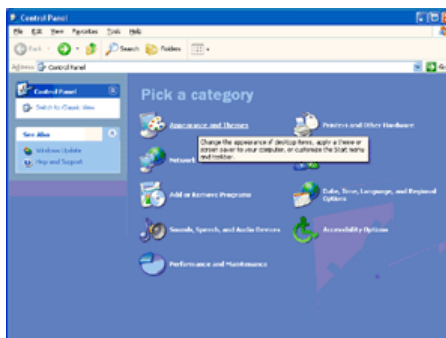 Control Panel
File Edit View Favorites Tools Help
Back Search Folders
Address Control Panel Go
Control Panel
Switch to Classic View
See Also
Windows Update
Help and Support
Pick a category
Appearance and Themes
Printers and Other Hardware
Change the appearance of desktop items, apply a theme or
screen saver to your computer, or customize the Start menu
and taskbar.
Network
Add or Remove Programs
Date, Time, Language, and Regional
Options
Sounds, Speech, and Audio Devices
Accessibility Options
Performance and Maintenance